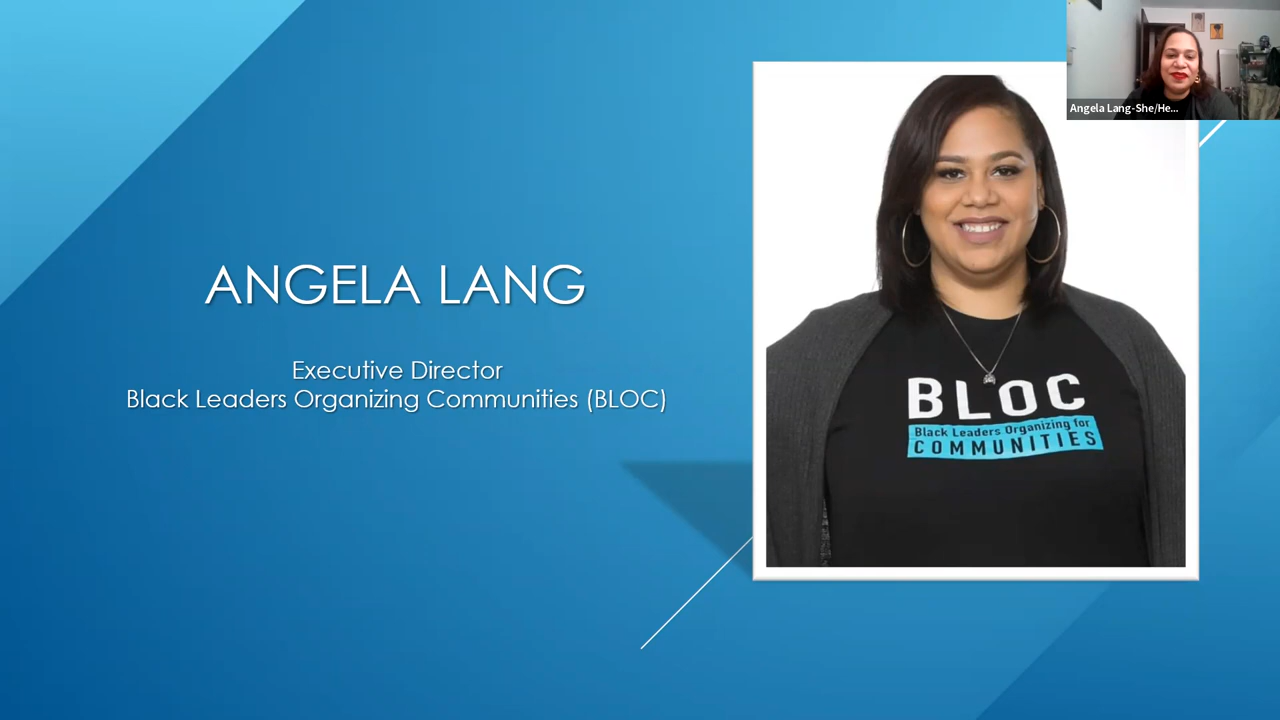 Angela Lang-She/He...
ANGELA LANG
Executive Director
Black Leaders Organizing Communities (BLOC)
BLOC
Black Leaders Organizing for
COMMUNITIES